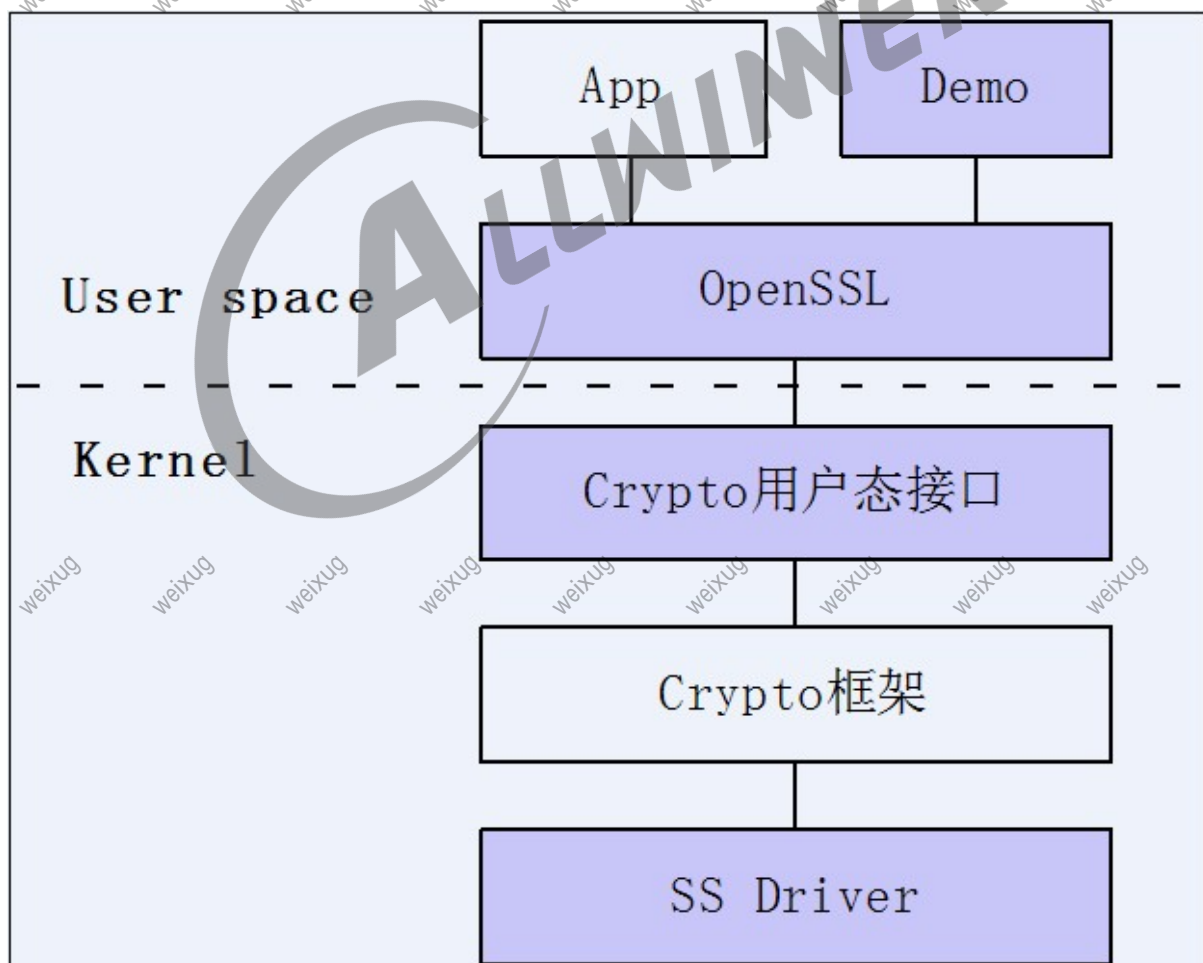 App
Demo
ALLWINNER
OpenSSL
User space
Kernel
Crypto用户态接口
weixug weixug weixug weixug weixug weixug weixug weixug weixug
Crypto框架
SS Driver